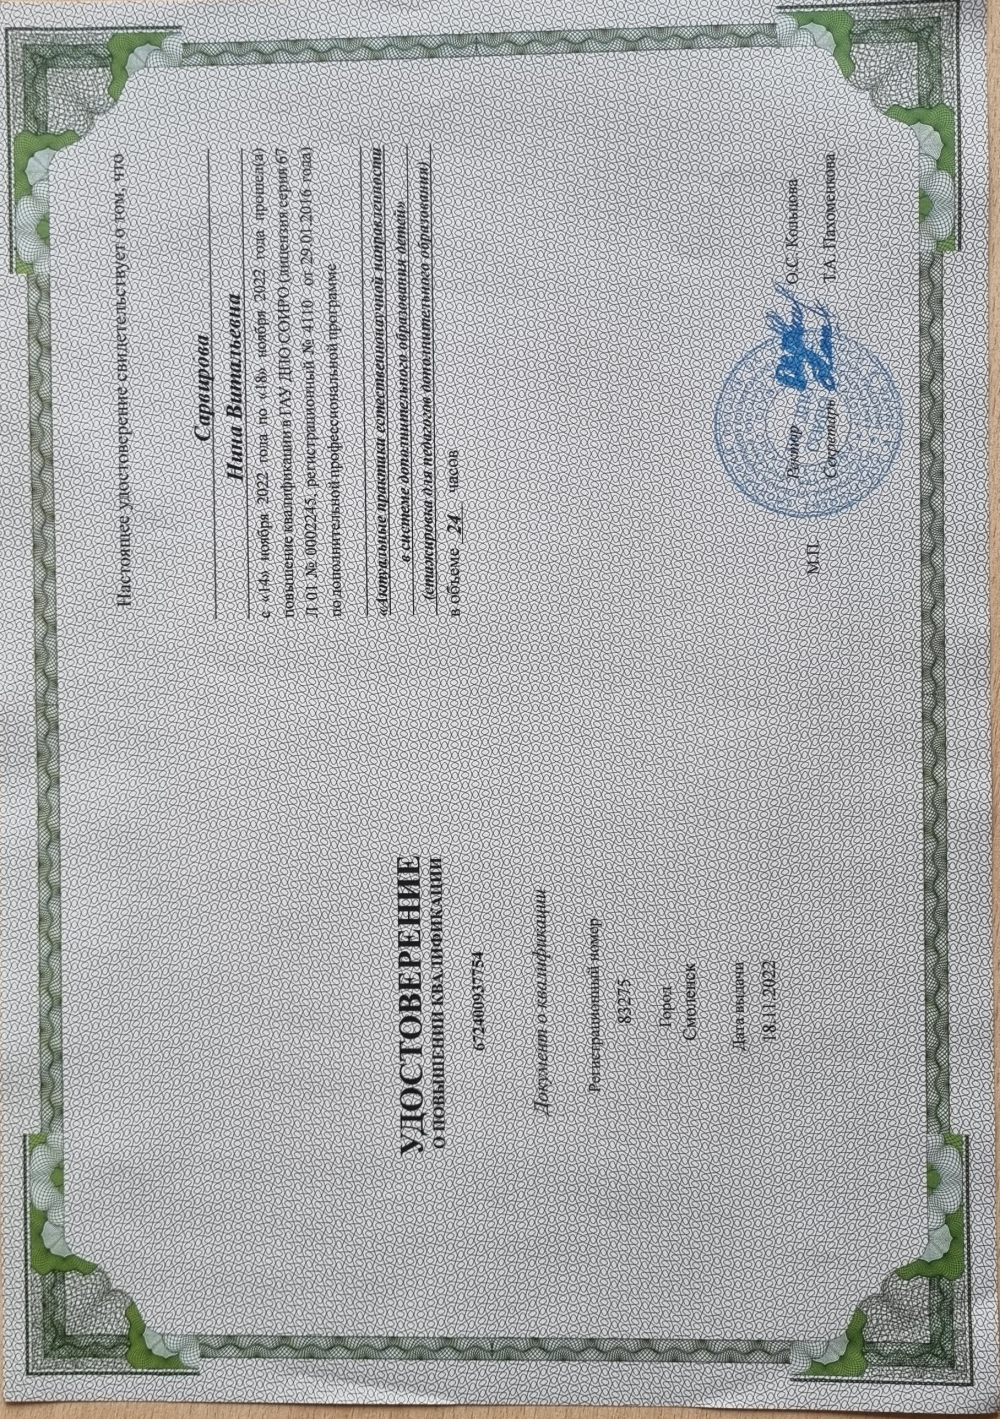 УДОСТОВЕРЕНИЕ
О ПОВЫШЕНИИ КВАЛИФИКАЦИИ
672400937754
Документ о квалификации
Регистрационный номер
83275
Город
Смоленск
Дата выдачи
18.11.2022
Настоящее удостоверение свидетельствует о том, что
Сарвирова
Нина Витальевна
с «14» ноября 2022 года по «18» ноября 2022 года прошел(а)
повышение квалификации в ГАУ ДПО СОИРО (лицензия серия 67
Л 01 № 0002245, регистрационный № 4110 от 29.01.2016 года)
по дополнительной профессиональной программе
«Актуальные практики естественнонаучной направленности
в системе дополнительного образования детей»
(стажировка для педагогов дополнительного образования)
в объеме 24 часов
М.П.
Ректор О.С. Кольцова
Секретарь Т.А. Пахоменкова